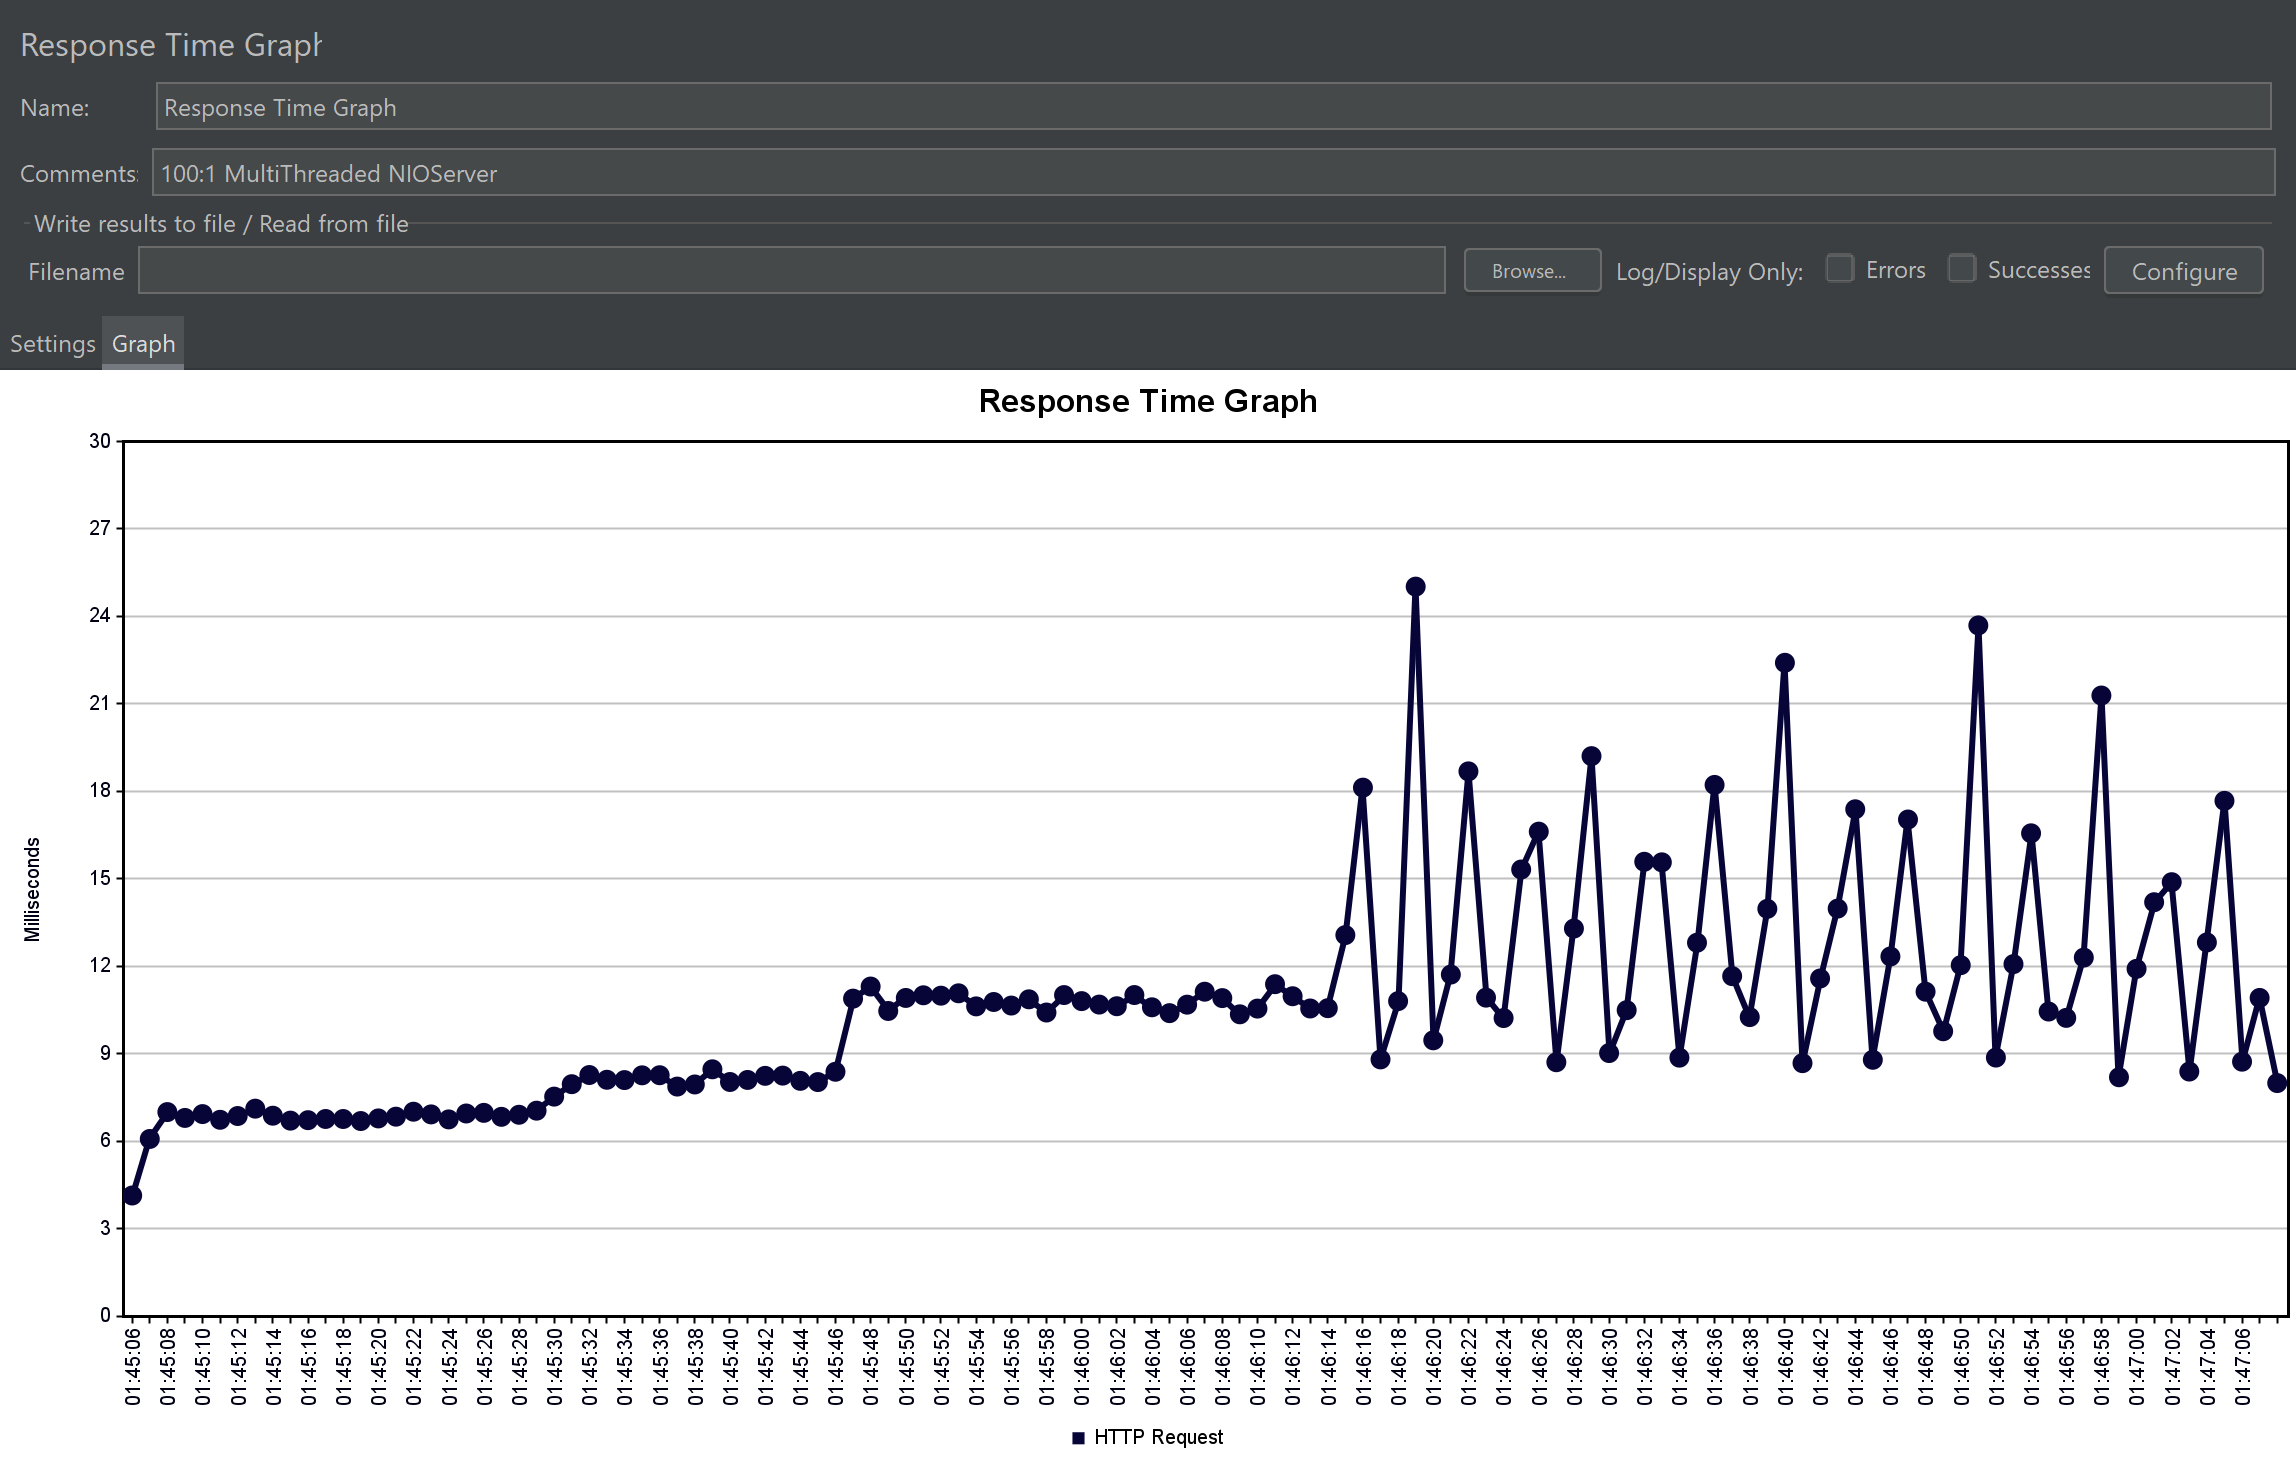 Response Time Graph
Name: Response Time Graph
Comments: 100:1 MultiThreaded NIOServer
Write results to file / Read from file
Filename Browse... Log/Display Only: Errors Successes Configure
Settings Graph
Response Time Graph
30
27
24
21
18
15
12
9
6
3
0
Milliseconds
01:45:06 01:45:08 01:45:10 01:45:12 01:45:14 01:45:16 01:45:18 01:45:20 01:45:22 01:45:24 01:45:26 01:45:28 01:45:30 01:45:32 01:45:34 01:45:36 01:45:38 01:45:40 01:45:42 01:45:44 01:45:46 01:45:48 01:45:50 01:45:52 01:45:54 01:45:56 01:45:58 01:46:00 01:46:02 01:46:04 01:46:06 01:46:08 01:46:10 01:46:12 01:46:14 01:46:16 01:46:18 01:46:20 01:46:22 01:46:24 01:46:26 01:46:28 01:46:30 01:46:32 01:46:34 01:46:36 01:46:38 01:46:40 01:46:42 01:46:44 01:46:46 01:46:48 01:46:50 01:46:52 01:46:54 01:46:56 01:46:58 01:47:00 01:47:02 01:47:04 01:47:06
HTTP Request